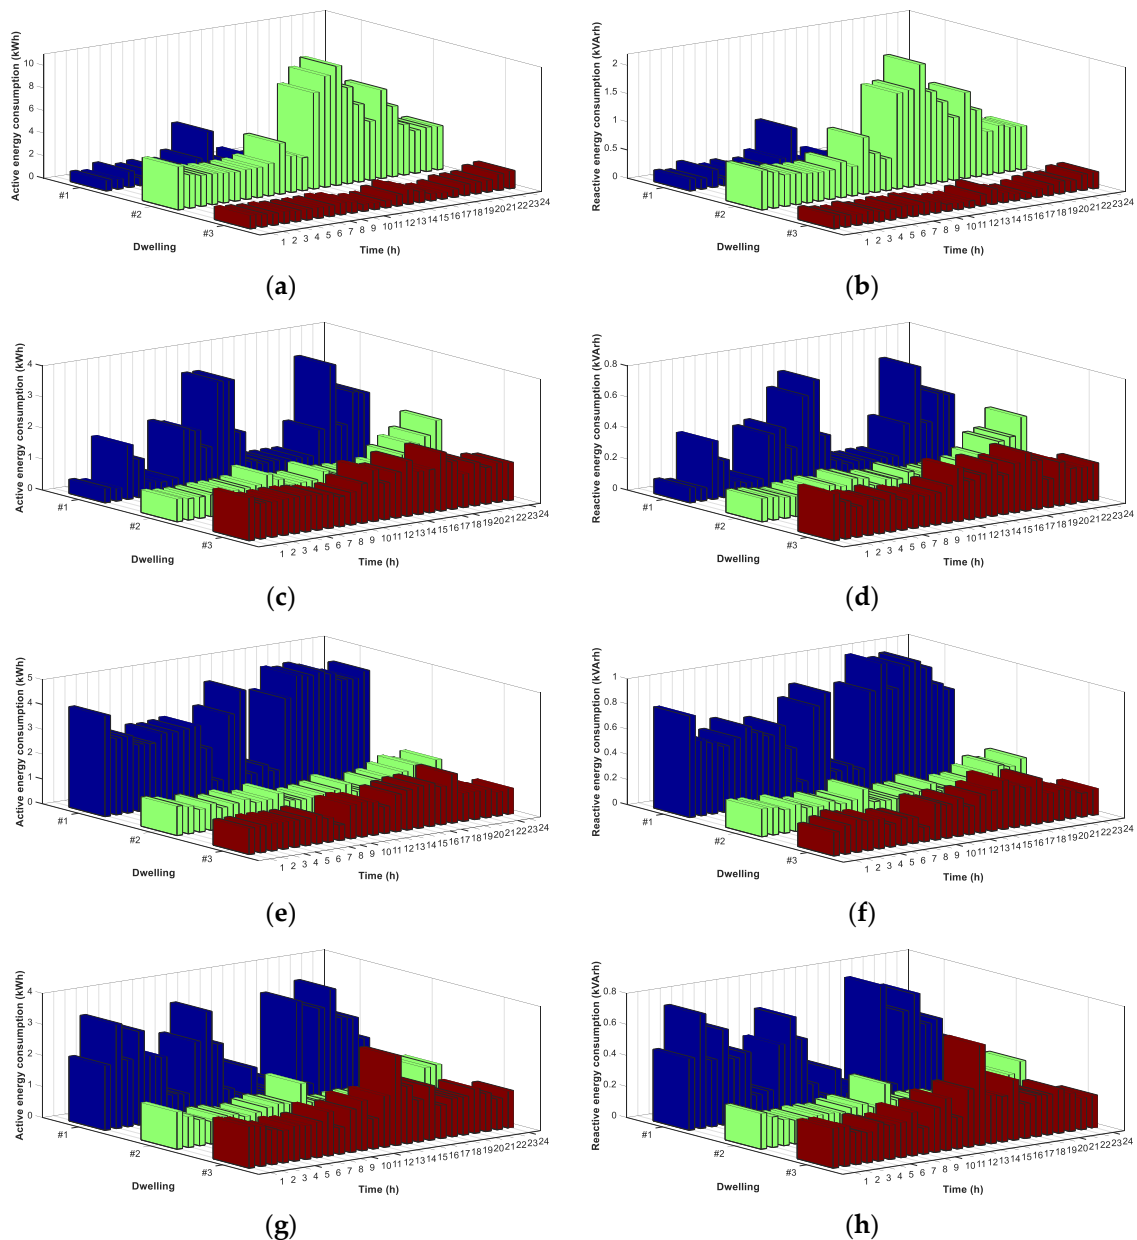 Active energy consumption (kWh)
10
8
6
4
2
0
#1
#2
#3
Dwelling
1 2 3 4 5 6 7 8 9 10 11 12 13 14 15 16 17 18 19 20 21 22 23 24
Time (h)
(a)
Reactive energy consumption (kVArh)
2
1.5
1
0.5
0
#1
#2
#3
Dwelling
1 2 3 4 5 6 7 8 9 10 11 12 13 14 15 16 17 18 19 20 21 22 23 24
Time (h)
(b)
Active energy consumption (kWh)
4
3
2
1
0
#1
#2
#3
Dwelling
1 2 3 4 5 6 7 8 9 10 11 12 13 14 15 16 17 18 19 20 21 22 23 24
Time (h)
(c)
Reactive energy consumption (kVArh)
0.8
0.6
0.4
0.2
0
#1
#2
#3
Dwelling
1 2 3 4 5 6 7 8 9 10 11 12 13 14 15 16 17 18 19 20 21 22 23 24
Time (h)
(d)
Active energy consumption (kWh)
5
4
3
2
1
0
#1
#2
#3
Dwelling
1 2 3 4 5 6 7 8 9 10 11 12 13 14 15 16 17 18 19 20 21 22 23 24
Time (h)
(e)
Reactive energy consumption (kVArh)
1
0.8
0.6
0.4
0.2
0
#1
#2
#3
Dwelling
1 2 3 4 5 6 7 8 9 10 11 12 13 14 15 16 17 18 19 20 21 22 23 24
Time (h)
(f)
Active energy consumption (kWh)
4
3
2
1
0
#1
#2
#3
Dwelling
1 2 3 4 5 6 7 8 9 10 11 12 13 14 15 16 17 18 19 20 21 22 23 24
Time (h)
(g)
Reactive energy consumption (kVArh)
0.8
0.6
0.4
0.2
0
#1
#2
#3
Dwelling
1 2 3 4 5 6 7 8 9 10 11 12 13 14 15 16 17 18 19 20 21 22 23 24
Time (h)
(h)